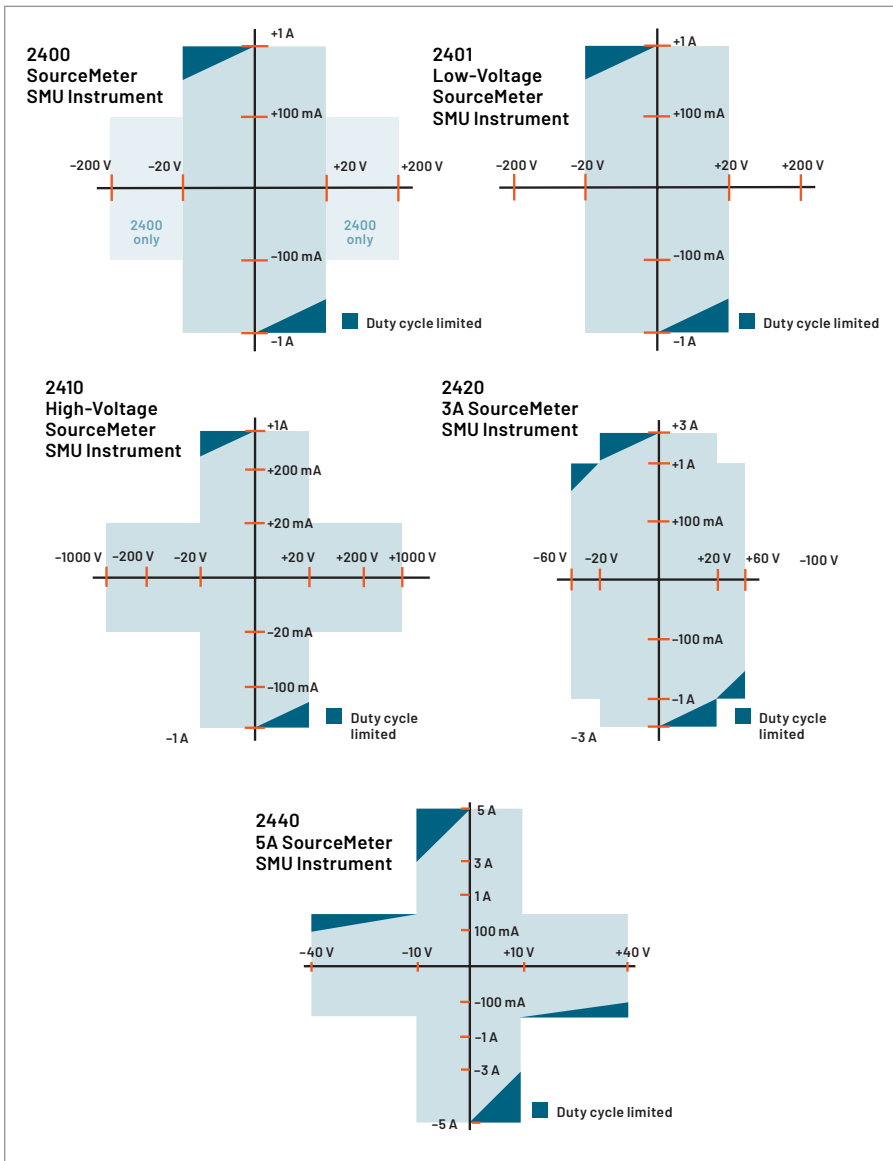 2400
SourceMeter
SMU Instrument
+1 A
+100 mA
−200 V
−20 V
+20 V
+200 V
2400
only
2400
only
−100 mA
−1 A
Duty cycle limited
2401
Low-Voltage
SourceMeter
SMU Instrument
+1 A
+100 mA
−200 V
−20 V
+20 V
+200 V
−100 mA
−1 A
Duty cycle limited
2410
High-Voltage
SourceMeter
SMU Instrument
+1A
+200 mA
+20 mA
−1000 V
−200 V
−20 V
+20 V
+200 V
+1000 V
−20 mA
−100 mA
−1 A
Duty cycle
limited
2420
3A SourceMeter
SMU Instrument
+3 A
+1 A
+100mA
−60 V
−20 V
+20 V
+60 V
−100 V
−100 mA
−1 A
−3 A
Duty cycle
limited
2440
5A SourceMeter
SMU Instrument
5 A
3 A
1 A
100 mA
−40 V
−10 V
+10 V
+40 V
−100 mA
−1 A
−3 A
−5 A
Duty cycle limited